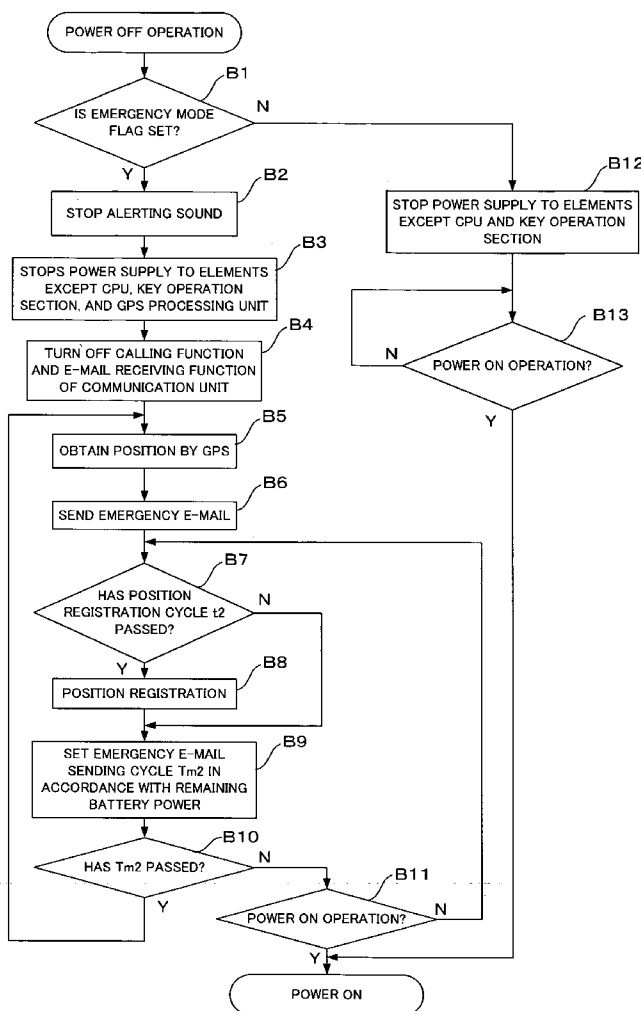 POWER OFF OPERATION
B1
IS EMERGENCY MODE
FLAG SET?
N
Y
B2
STOP ALERTING SOUND
B12
STOP POWER SUPPLY TO ELEMENTS
EXCEPT CPU AND KEY OPERATION
SECTION
B3
STOPS POWER SUPPLY TO ELEMENTS
EXCEPT CPU, KEY OPERATION
SECTION, AND GPS PROCESSING UNIT
B4
TURN OFF CALLING FUNCTION
AND E-MAIL RECEIVING FUNCTION
OF COMMUNICATION UNIT
B13
POWER ON OPERATION?
N
Y
B5
OBTAIN POSITION BY GPS
B6
SEND EMERGENCY E-MAIL
B7
HAS POSITION
REGISTRATION CYCLE t2
PASSED?
N
Y
B8
POSITION REGISTRATION
B9
SET EMERGENCY E-MAIL
SENDING CYCLE Tm2 IN
ACCORDANCE WITH REMAINING
BATTERY POWER
B10
HAS Tm2 PASSED?
N
Y
B11
POWER ON OPERATION?
N
Y
POWER ON